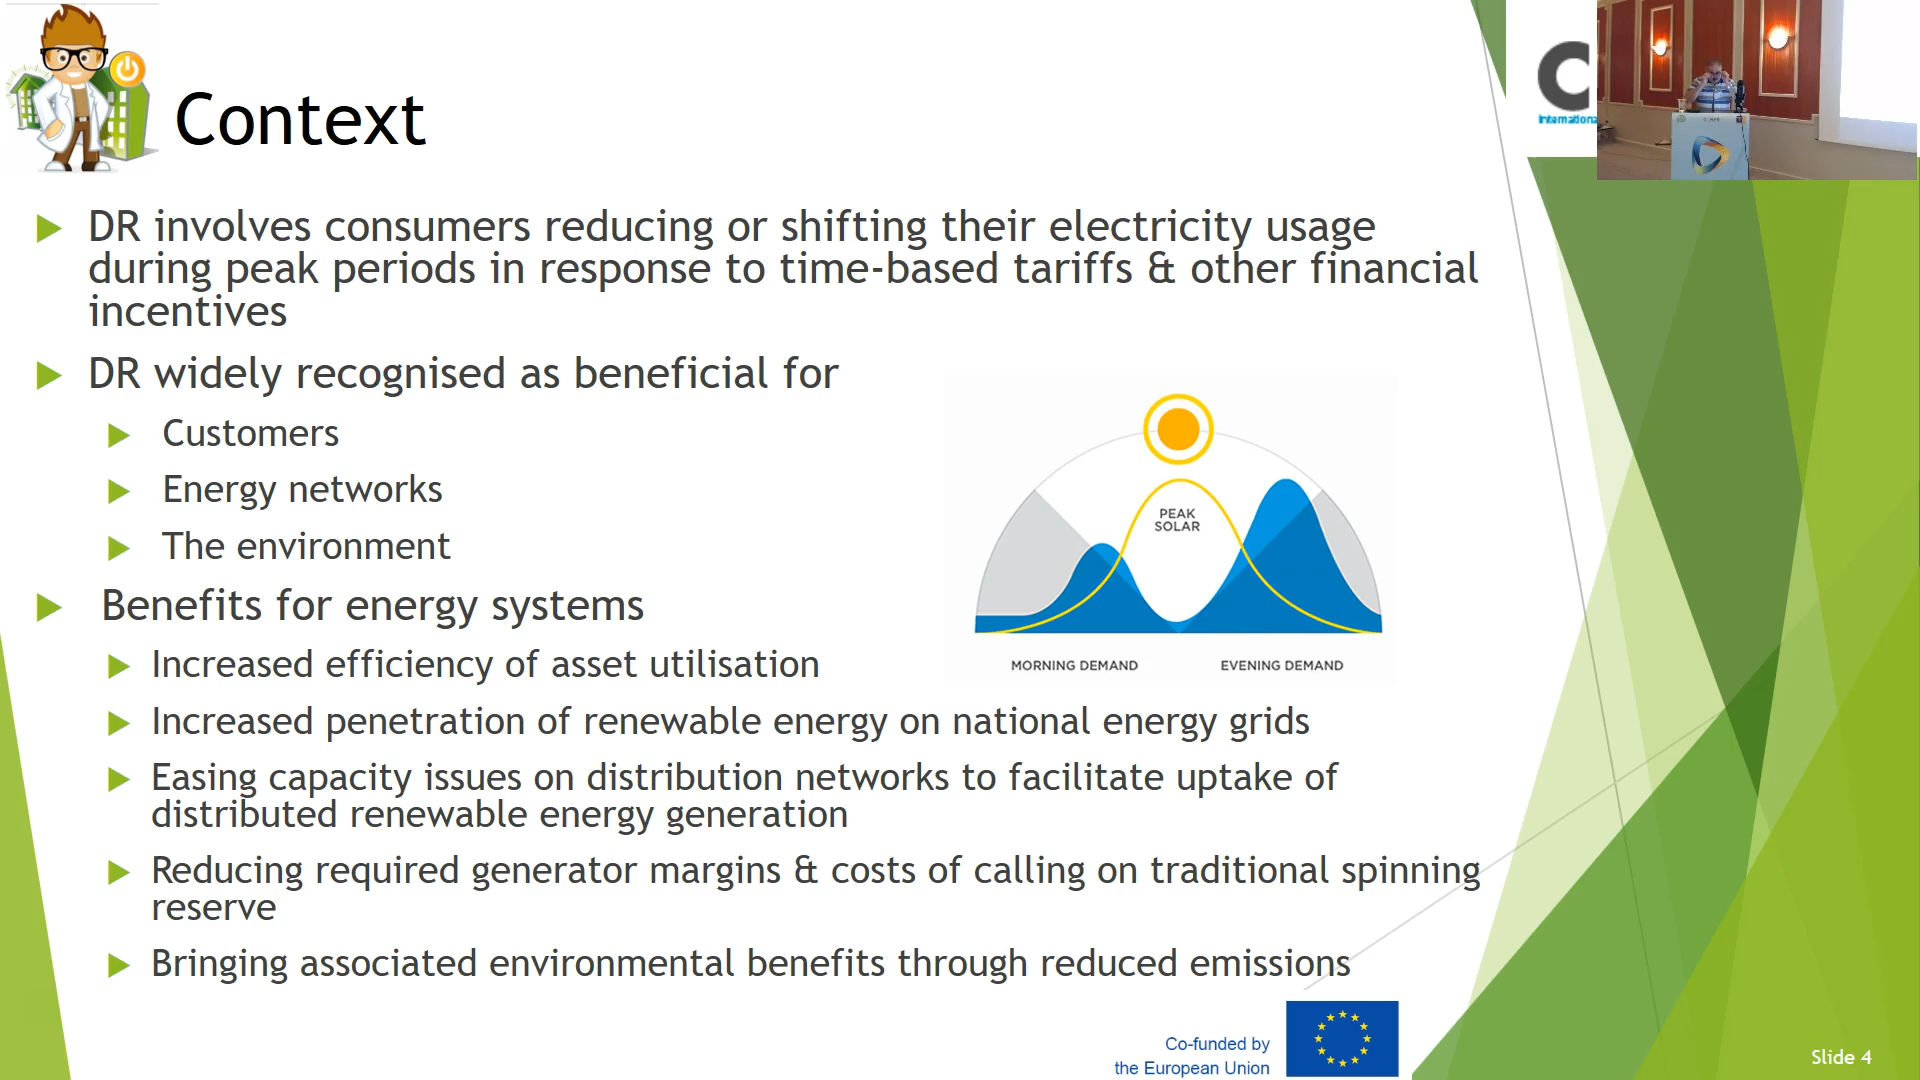 Context
C
International
DR involves consumers reducing or shifting their electricity usage
during peak periods in response to time-based tariffs & other financial
incentives
DR widely recognised as beneficial for
Customers
Energy networks
The environment
PEAK
SOLAR
MORNING DEMAND
EVENING DEMAND
Benefits for energy systems
Increased efficiency of asset utilisation
Increased penetration of renewable energy on national energy grids
Easing capacity issues on distribution networks to facilitate uptake of
distributed renewable energy generation
Reducing required generator margins & costs of calling on traditional spinning
reserve
Bringing associated environmental benefits through reduced emissions
Co-funded by
the European Union
Slide 4